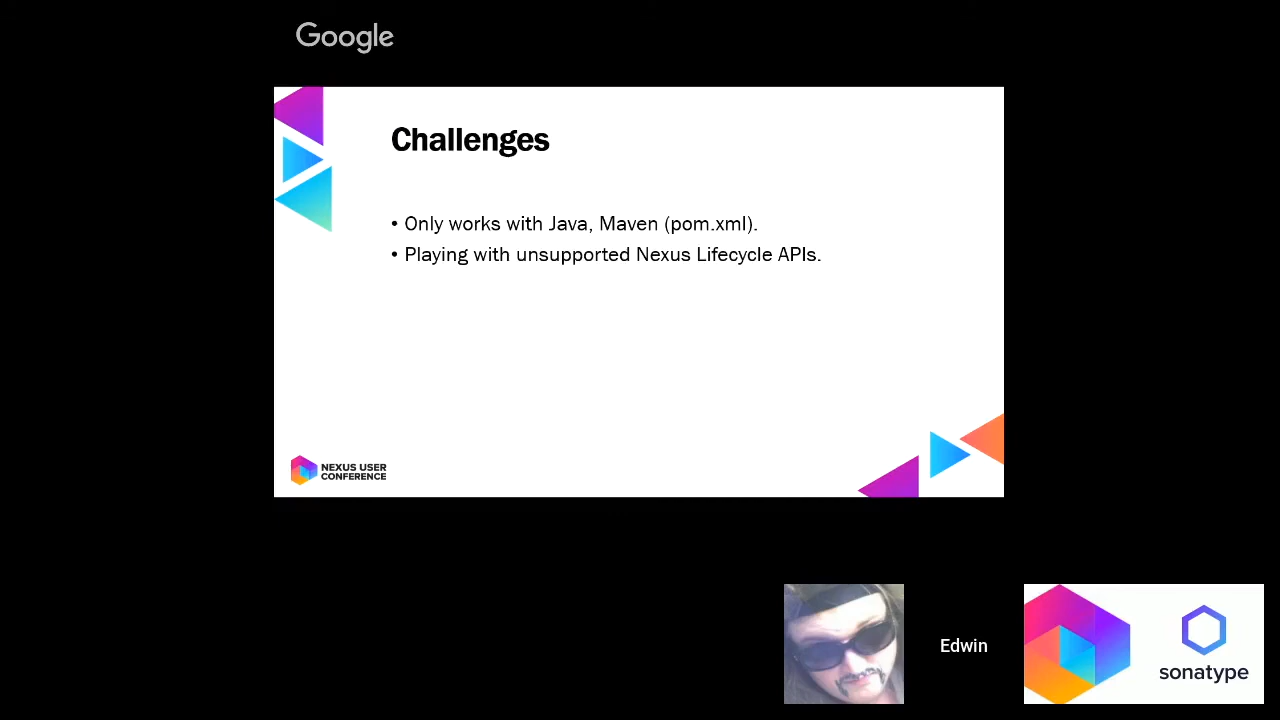 Google
Challenges
• Only works with Java, Maven (pom.xml).
• Playing with unsupported Nexus Lifecycle APIs.
NEXUS USER
CONFERENCE
Edwin
sonatype